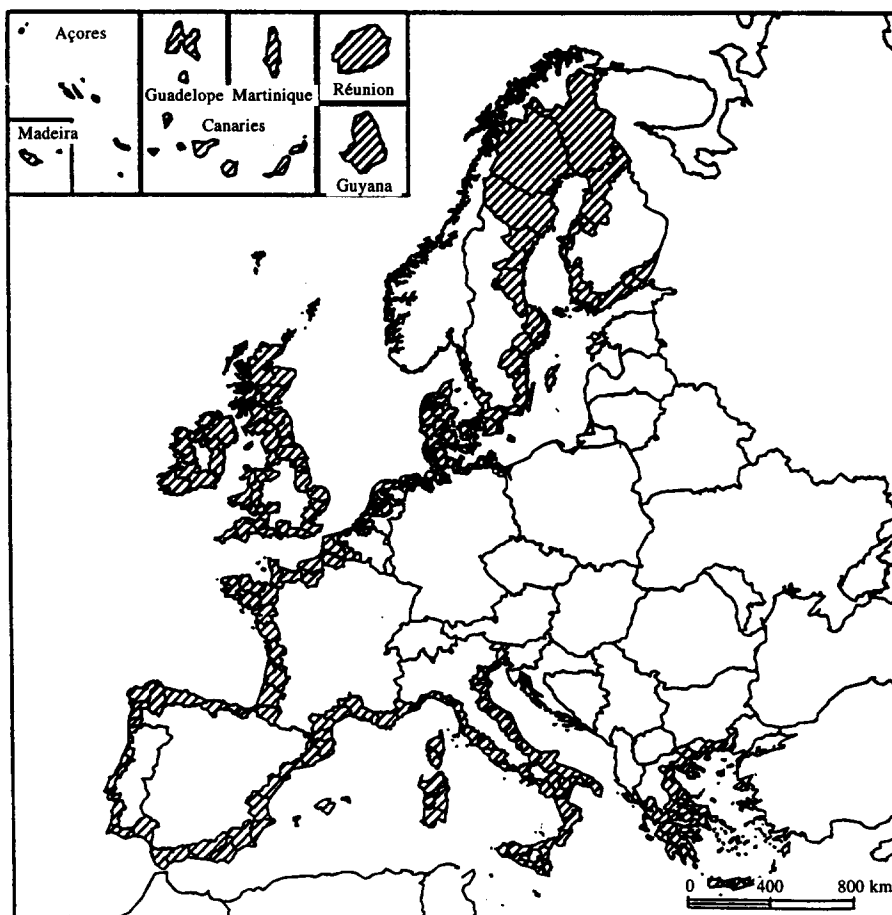 Açores
Guadelope Martinique
Réunion
Madeira
Canaries
Guyana
0 400 800 km